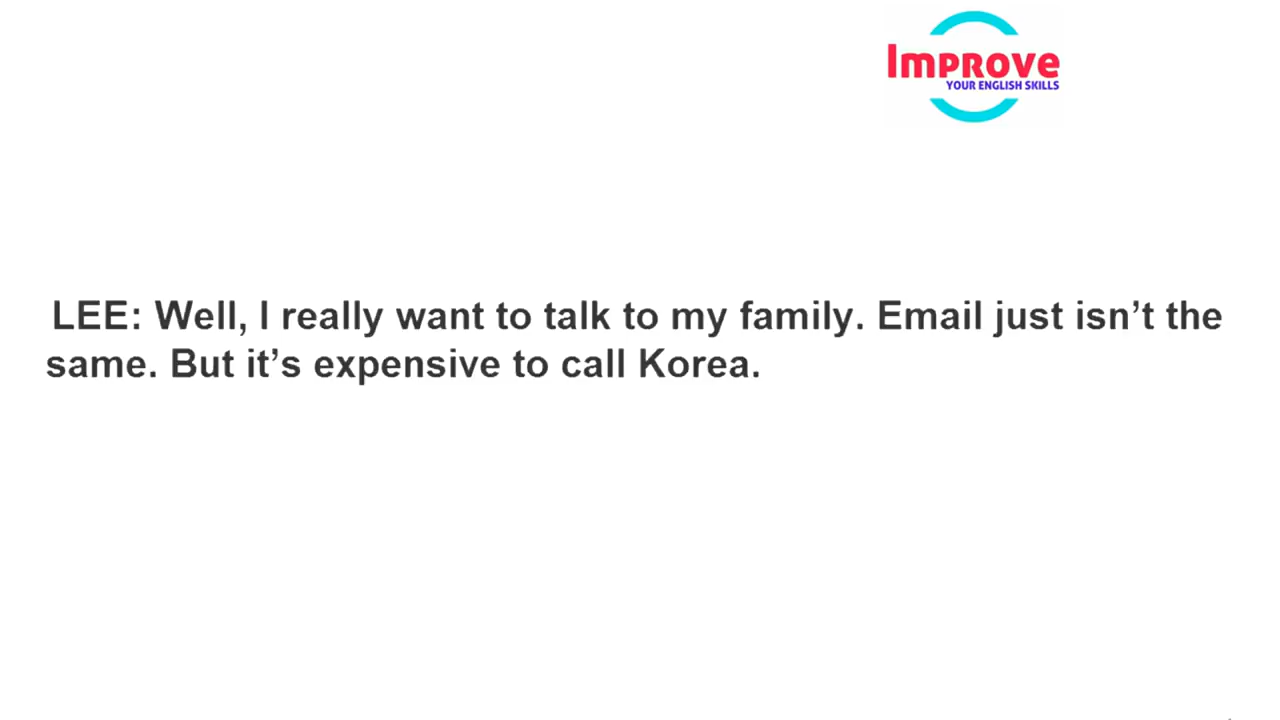 Improve
YOUR ENGLISH SKILLS
LEE: Well, I really want to talk to my family. Email just isn’t the
same. But it’s expensive to call Korea.